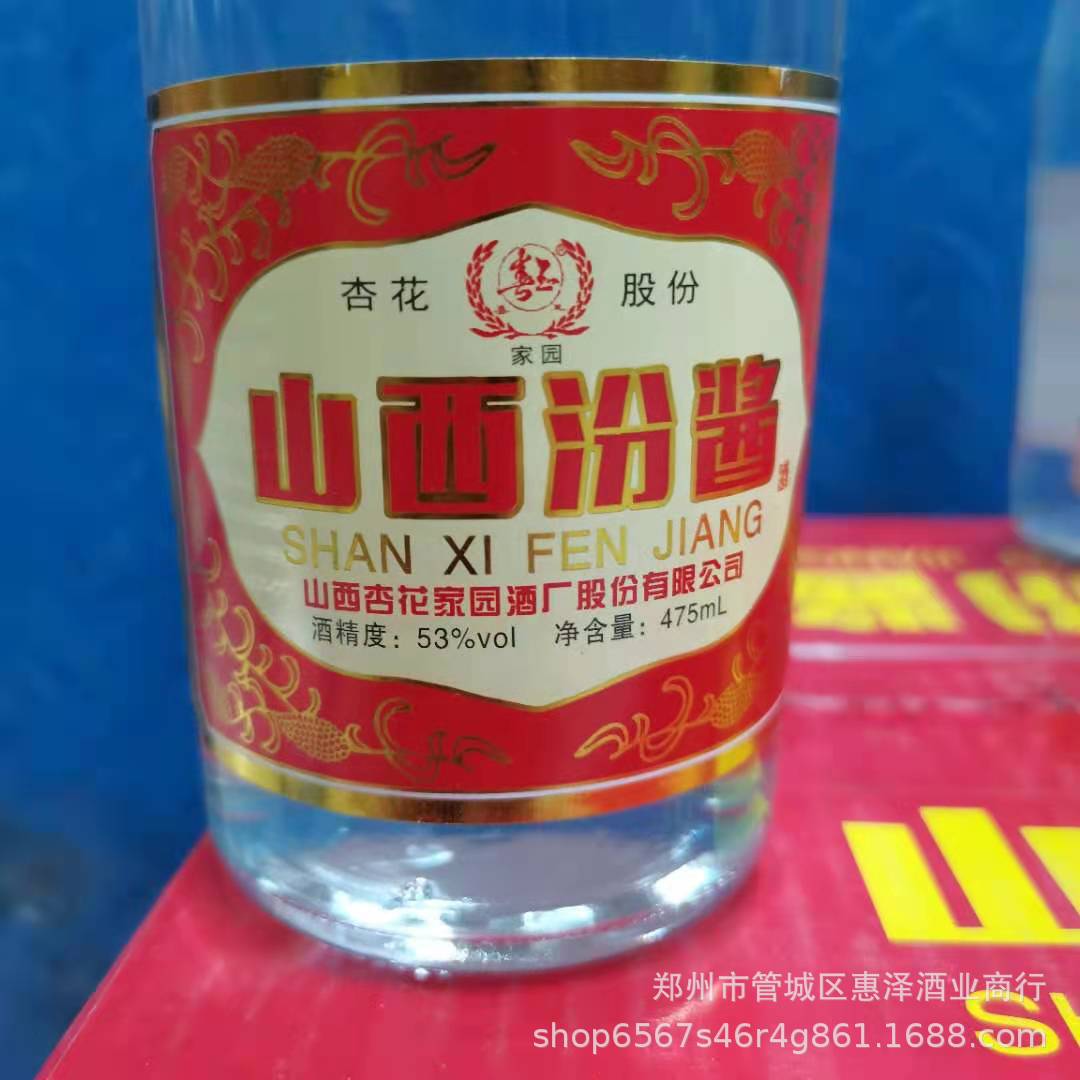 杏花 股份
家园
山西汾酱
SHAN XI FEN JIANG
山西杏花家园酒厂股份有限公司
酒精度：53%vol 净含量：475mL
山
郑州市管城区惠泽酒业商行
shop6567s46r4g861.1688.com